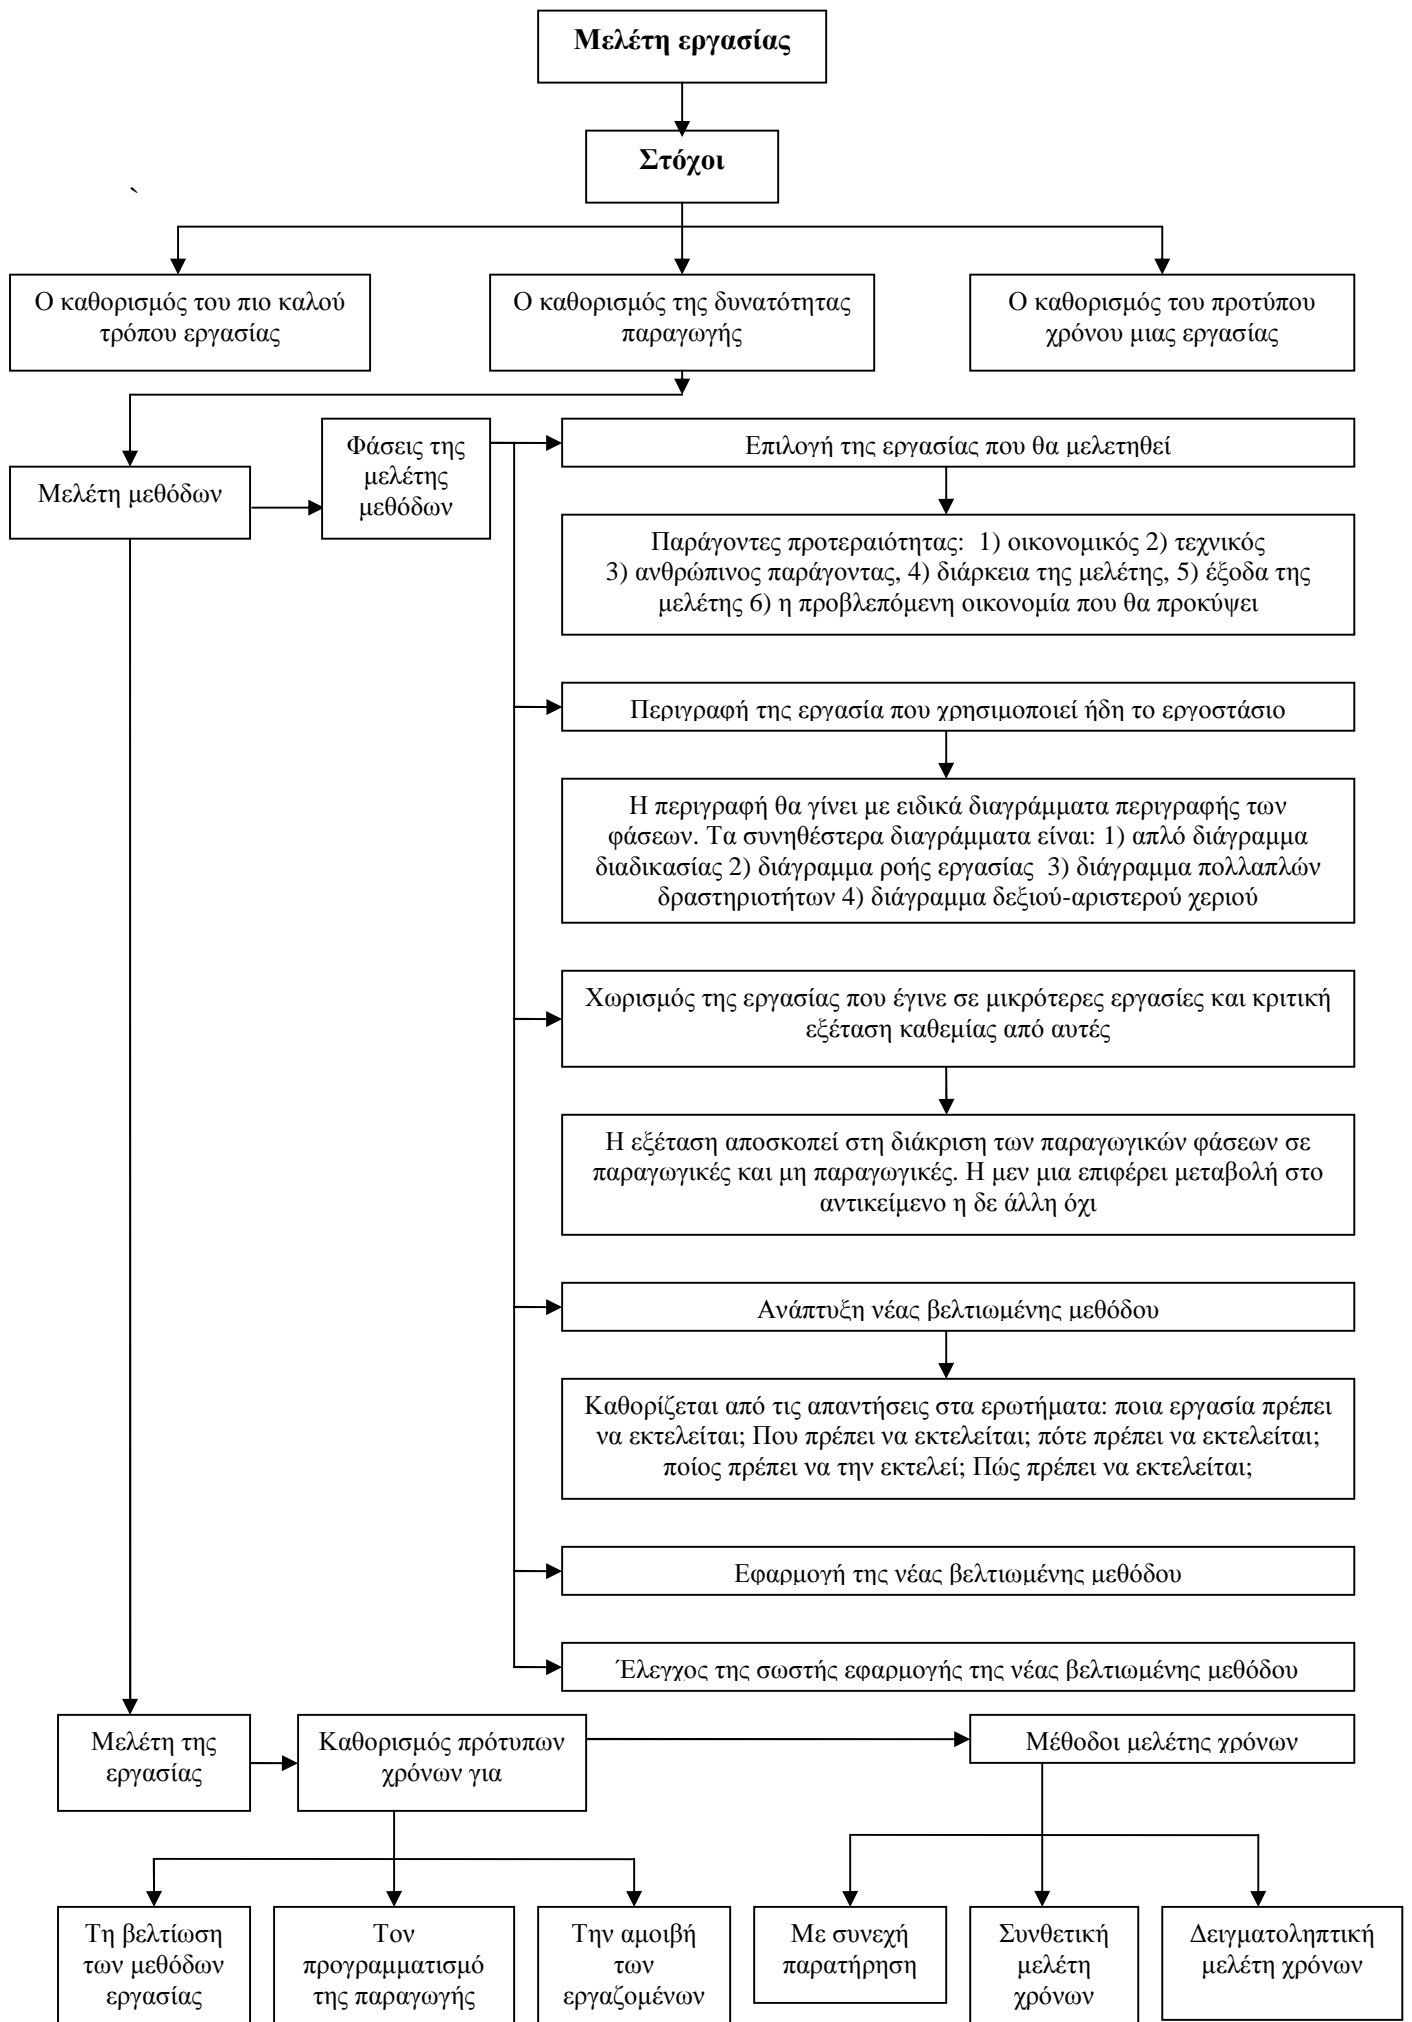 Μελέτη εργασίας
Στόχοι
`
Ο καθορισμός του πιο καλού
τρόπου εργασίας
Ο καθορισμός της δυνατότητας
παραγωγής
Ο καθορισμός του προτύπου
χρόνου μιας εργασίας
Μελέτη μεθόδων
Φάσεις της
μελέτης
μεθόδων
Επιλογή της εργασίας που θα μελετηθεί
Παράγοντες προτεραιότητας:  1) οικονομικός 2) τεχνικός
3) ανθρώπινος παράγοντας, 4) διάρκεια της μελέτης, 5) έξοδα της
μελέτης 6) η προβλεπόμενη οικονομία που θα προκύψει
Περιγραφή της εργασία που χρησιμοποιεί ήδη το εργοστάσιο
Η περιγραφή θα γίνει με ειδικά διαγράμματα περιγραφής των
φάσεων. Τα συνηθέστερα διαγράμματα είναι: 1) απλό διάγραμμα
διαδικασίας 2) διάγραμμα ροής εργασίας  3) διάγραμμα πολλαπλών
δραστηριοτήτων 4) διάγραμμα δεξιού-αριστερού χεριού
Χωρισμός της εργασίας που έγινε σε μικρότερες εργασίες και κριτική
εξέταση καθεμίας από αυτές
Η εξέταση αποσκοπεί στη διάκριση των παραγωγικών φάσεων σε
παραγωγικές και μη παραγωγικές. Η μεν μια επιφέρει μεταβολή στο
αντικείμενο η δε άλλη όχι
Ανάπτυξη νέας βελτιωμένης μεθόδου
Καθορίζεται από τις απαντήσεις στα ερωτήματα: ποια εργασία πρέπει
να εκτελείται; Που πρέπει να εκτελείται; πότε πρέπει να εκτελείται;
ποίος πρέπει να την εκτελεί; Πώς πρέπει να εκτελείται;
Εφαρμογή της νέας βελτιωμένης μεθόδου
Έλεγχος της σωστής εφαρμογής της νέας βελτιωμένης μεθόδου
Μελέτη της
εργασίας
Καθορισμός πρότυπων
χρόνων για
Μέθοδοι μελέτης χρόνων
Τη βελτίωση
των μεθόδων
εργασίας
Τον
προγραμματισμό
της παραγωγής
Την αμοιβή
των
εργαζομένων
Με συνεχή
παρατήρηση
Συνθετική
μελέτη
χρόνων
Δειγματοληπτική
μελέτη χρόνων